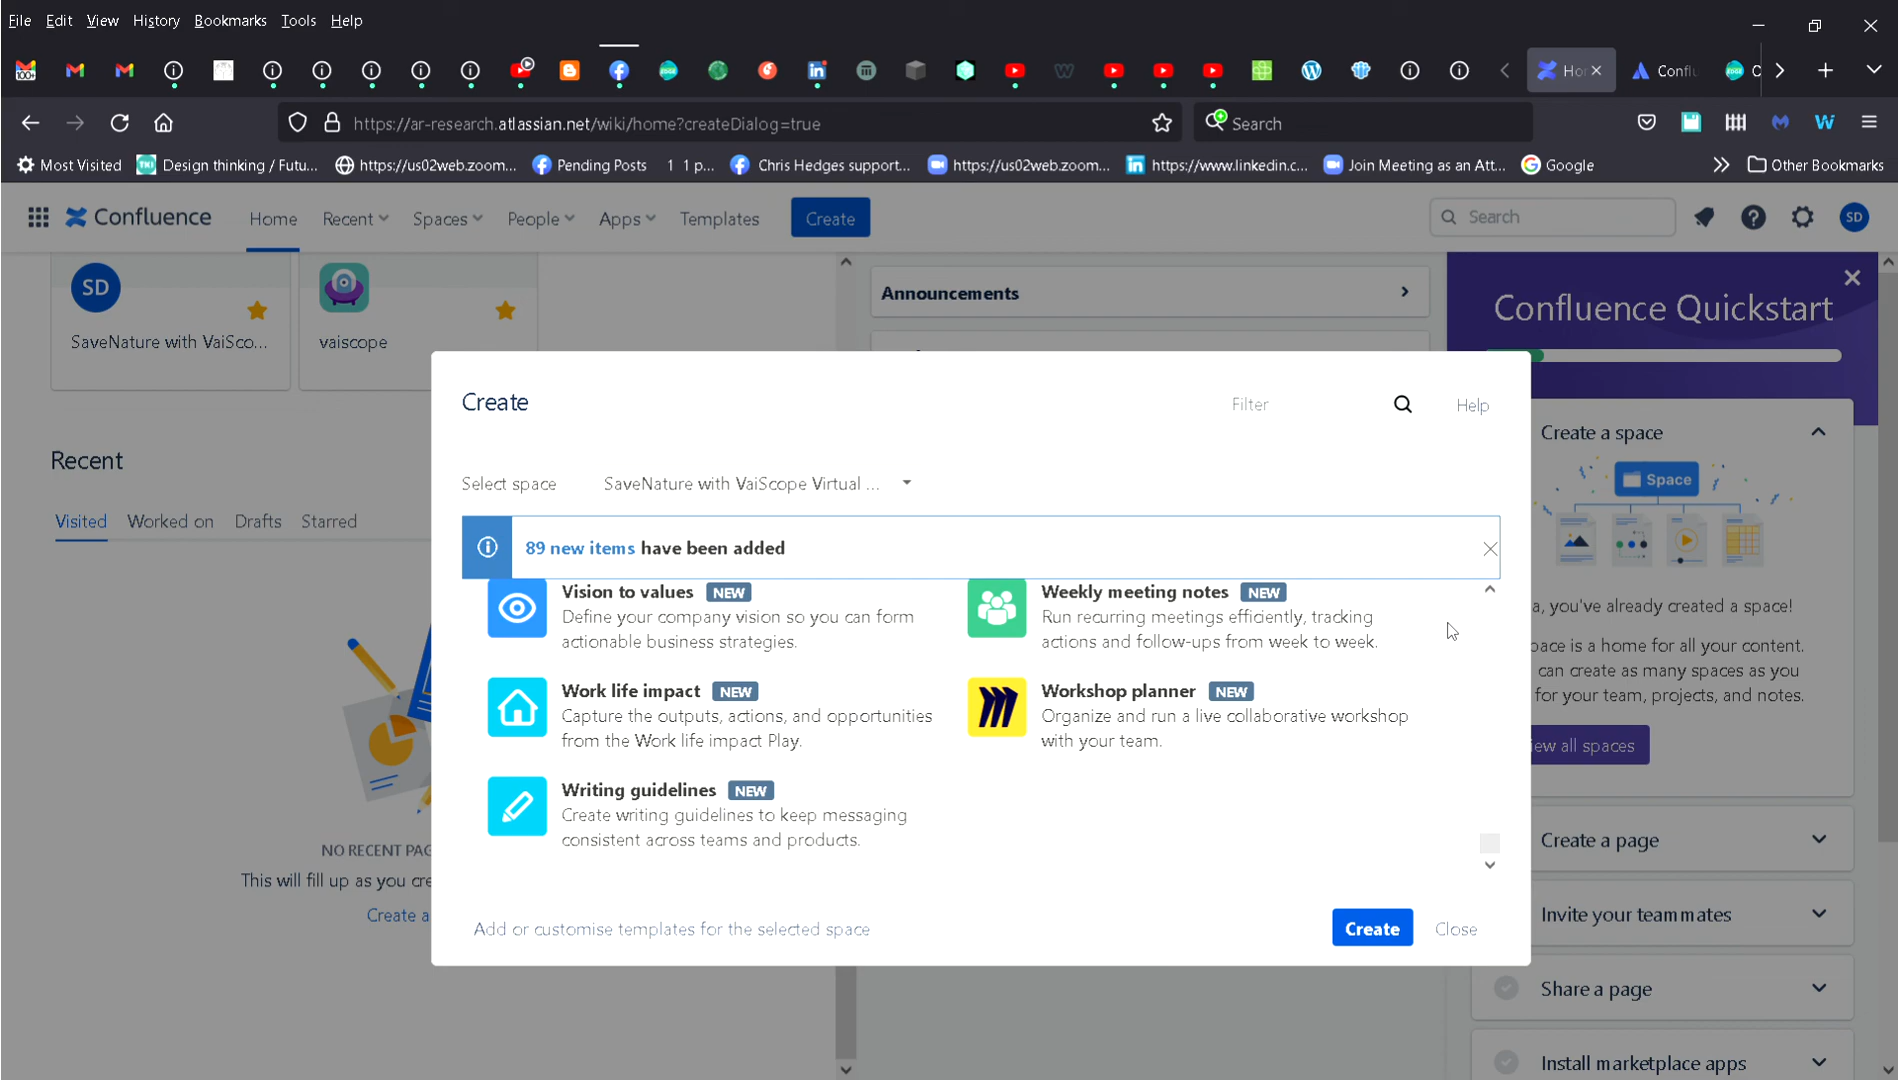 File Edit View History Bookmarks Tools Help
Ho
Confl
https://ar-research.atlassian.net/wiki/home?createDialog=true
Search
Most Visited
Design thinking / Futu...
https://us02web.zoom...
Pending Posts
1 1 p...
Chris Hedges support...
https://us02web.zoom...
https://www.linkedin.c...
Join Meeting as an Att...
Google
Other Bookmarks
Confluence
Home
Recent
Spaces
People
Apps
Templates
Create
Search
SD
SD
SaveNature with VaiSco...
vaiscope
Recent
Visited Worked on Drafts Starred
NO RECENT PAG
This will fill up as you cre
Create a
Announcements
Create
Filter
Help
Select space
SaveNature with VaiScope Virtual ...
89 new items have been added
Vision to values NEW
Define your company vision so you can form
actionable business strategies.
Weekly meeting notes NEW
Run recurring meetings efficiently, tracking
actions and follow-ups from week to week.
Work life impact NEW
Capture the outputs, actions, and opportunities
from the Work life impact Play.
Workshop planner NEW
Organize and run a live collaborative workshop
with your team.
Writing guidelines NEW
Create writing guidelines to keep messaging
consistent across teams and products.
Add or customise templates for the selected space
Create
Close
Confluence Quickstart
Create a space
Space
a, you've already created a space!
pace is a home for all your content.
can create as many spaces as you
for your team, projects, and notes.
iew all spaces
Create a page
Invite your teammates
Share a page
Install marketplace apps